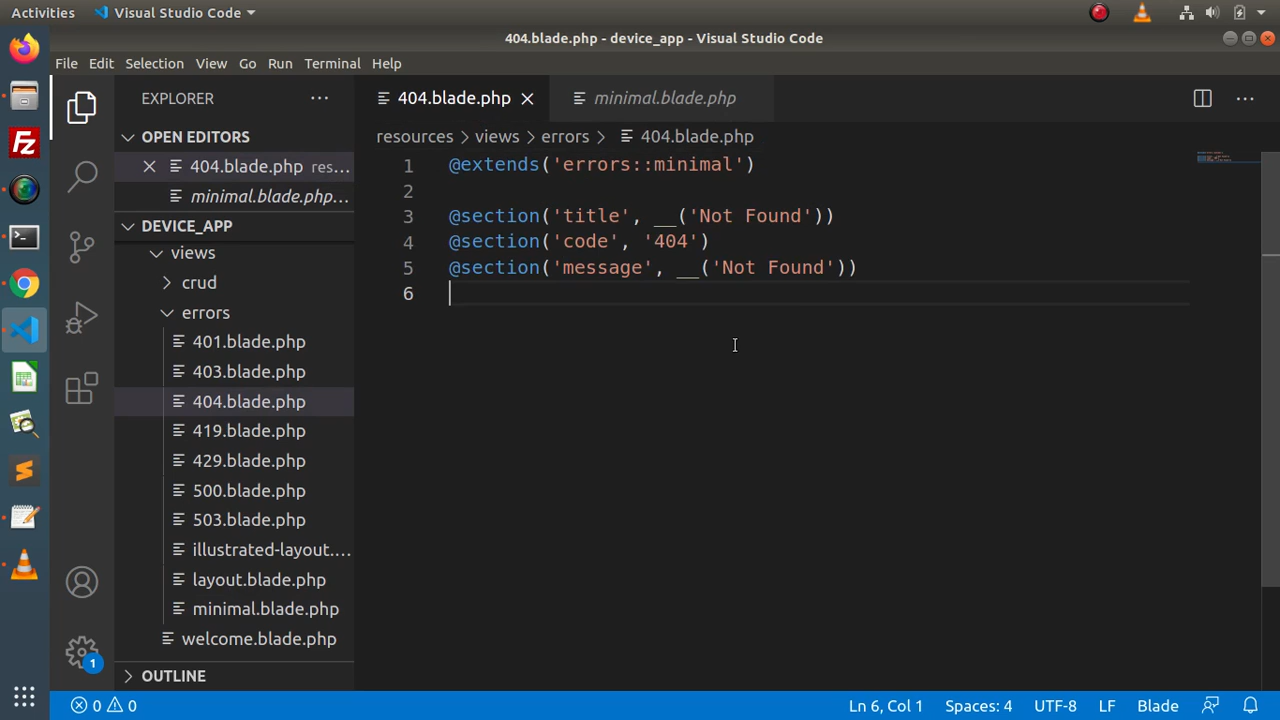 Activities Visual Studio Code
404.blade.php - device_app - Visual Studio Code
File Edit Selection View Go Run Terminal Help
EXPLORER
404.blade.php
minimal.blade.php
OPEN EDITORS
404.blade.php res...
minimal.blade.php...
DEVICE_APP
views
crud
errors
401.blade.php
403.blade.php
404.blade.php
419.blade.php
429.blade.php
500.blade.php
503.blade.php
illustrated-layout....
layout.blade.php
minimal.blade.php
welcome.blade.php
OUTLINE
resources > views > errors > 404.blade.php
1 @extends('errors::minimal')
2
3 @section('title', __('Not Found'))
4 @section('code', '404')
5 @section('message', __('Not Found'))
6
1
0 0
Ln 6, Col 1 Spaces: 4 UTF-8 LF Blade